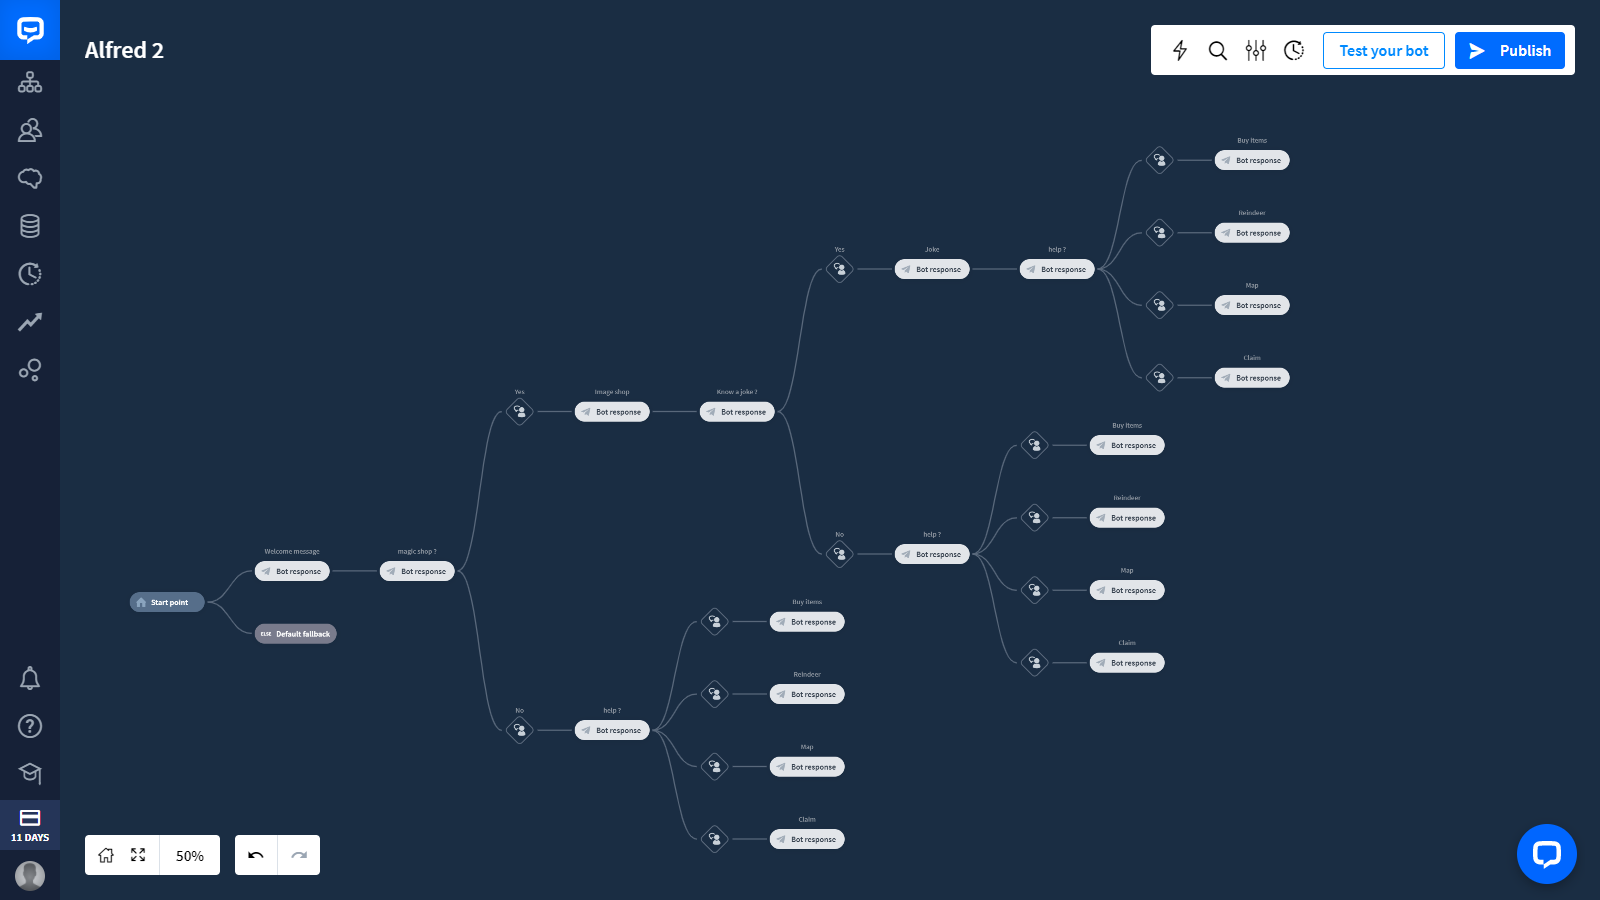 Alfred 2
Test your bot
Publish
Buy items
Bot response
Reindeer
Bot response
Yes
Joke
help ?
Bot response
Bot response
Map
Bot response
Claim
Bot response
Yes
Image shop
Know a joke ?
Bot response
Bot response
Buy items
Bot response
Reindeer
Bot response
No
help ?
Bot response
Welcome message
magic shop ?
Bot response
Bot response
Map
Bot response
Start point
Buy items
Bot response
ELSE Default fallback
Claim
Bot response
Reindeer
Bot response
No
help ?
Bot response
Map
Bot response
Claim
Bot response
11 DAYS
50%
?